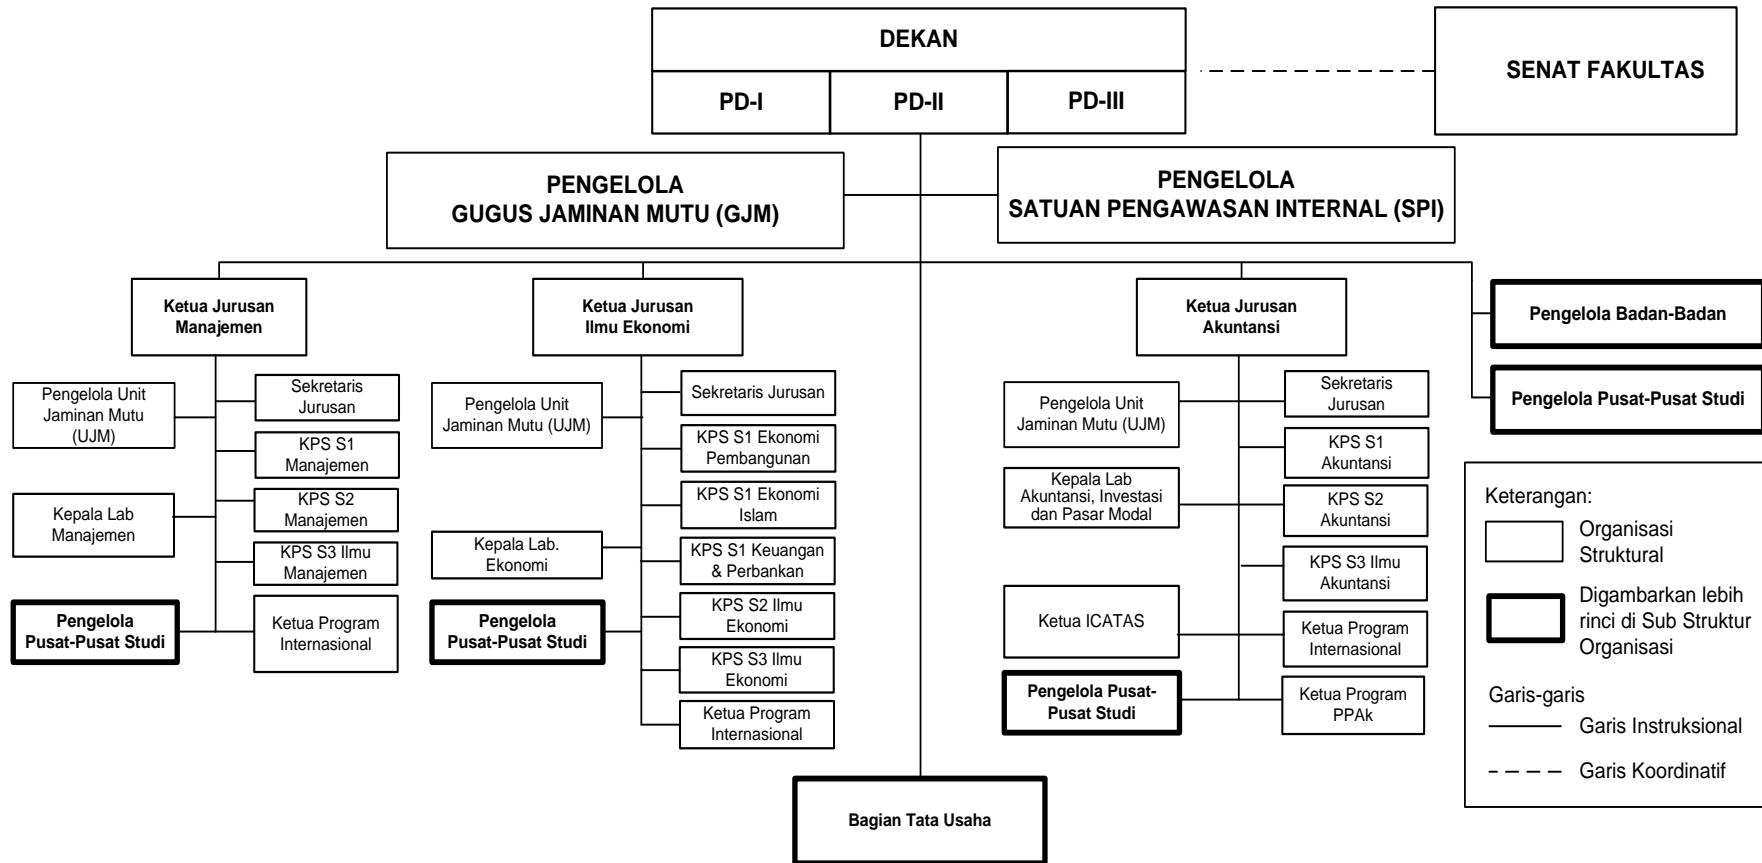 DEKAN
PD-I
PD-II
PD-III
SENAT FAKULTAS
PENGELOLA
GUGUS JAMINAN MUTU (GJM)
PENGELOLA
SATUAN PENGAWASAN INTERNAL (SPI)
Ketua Jurusan
Manajemen
Pengelola Unit
Jaminan Mutu
(UJM)
Kepala Lab
Manajemen
Pengelola
Pusat-Pusat Studi
Sekretaris
Jurusan
KPS S1
Manajemen
KPS S2
Manajemen
KPS S3 Ilmu
Manajemen
Ketua Program
Internasional
Ketua Jurusan
Ilmu Ekonomi
Pengelola Unit
Jaminan Mutu (UJM)
Kepala Lab.
Ekonomi
Pengelola
Pusat-Pusat Studi
Sekretaris Jurusan
KPS S1 Ekonomi
Pembangunan
KPS S1 Ekonomi
Islam
KPS S1 Keuangan
& Perbankan
KPS S2 Ilmu
Ekonomi
KPS S3 Ilmu
Ekonomi
Ketua Program
Internasional
Ketua Jurusan
Akuntansi
Pengelola Unit
Jaminan Mutu (UJM)
Kepala Lab
Akuntansi, Investasi
dan Pasar Modal
Ketua ICATAS
Pengelola Pusat-
Pusat Studi
Sekretaris
Jurusan
KPS S1
Akuntansi
KPS S2
Akuntansi
KPS S3 Ilmu
Akuntansi
Ketua Program
Internasional
Ketua Program
PPAk
Pengelola Badan-Badan
Pengelola Pusat-Pusat Studi
Bagian Tata Usaha
Keterangan:
Organisasi
Struktural
Digambarkan lebih
rinci di Sub Struktur
Organisasi
Garis-garis
Garis Instruksional
Garis Koordinatif